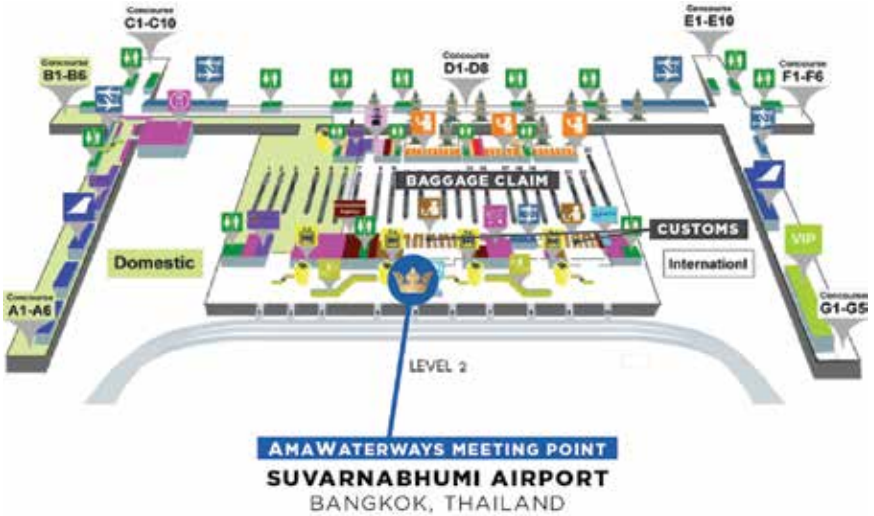 Concourse
C1-C10
Concourse
E1-E10
Concourse
B1-B6
Concourse
D1-D8
Concourse
F1-F6
BAGGAGE CLAIM
CUSTOMS
VIP
Domestic
Internationl
Concourse
A1-A6
Concourse
G1-G5
LEVEL 2
AMAWATERWAYS MEETING POINT
SUVARNABHUMI AIRPORT
BANGKOK, THAILAND